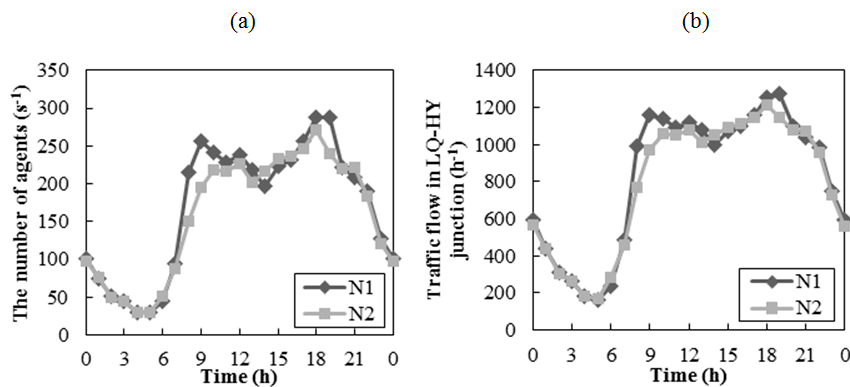 (a)
(b)
The number of agents (s-1)
350
300
250
200
150
100
50
0
0 3 6 9 12 15 18 21 0
Time (h)
N1
N2
Traffic flow in LQ-HY
junction (h-1)
1400
1200
1000
800
600
400
200
0
0 3 6 9 12 15 18 21 0
Time (h)
N1
N2